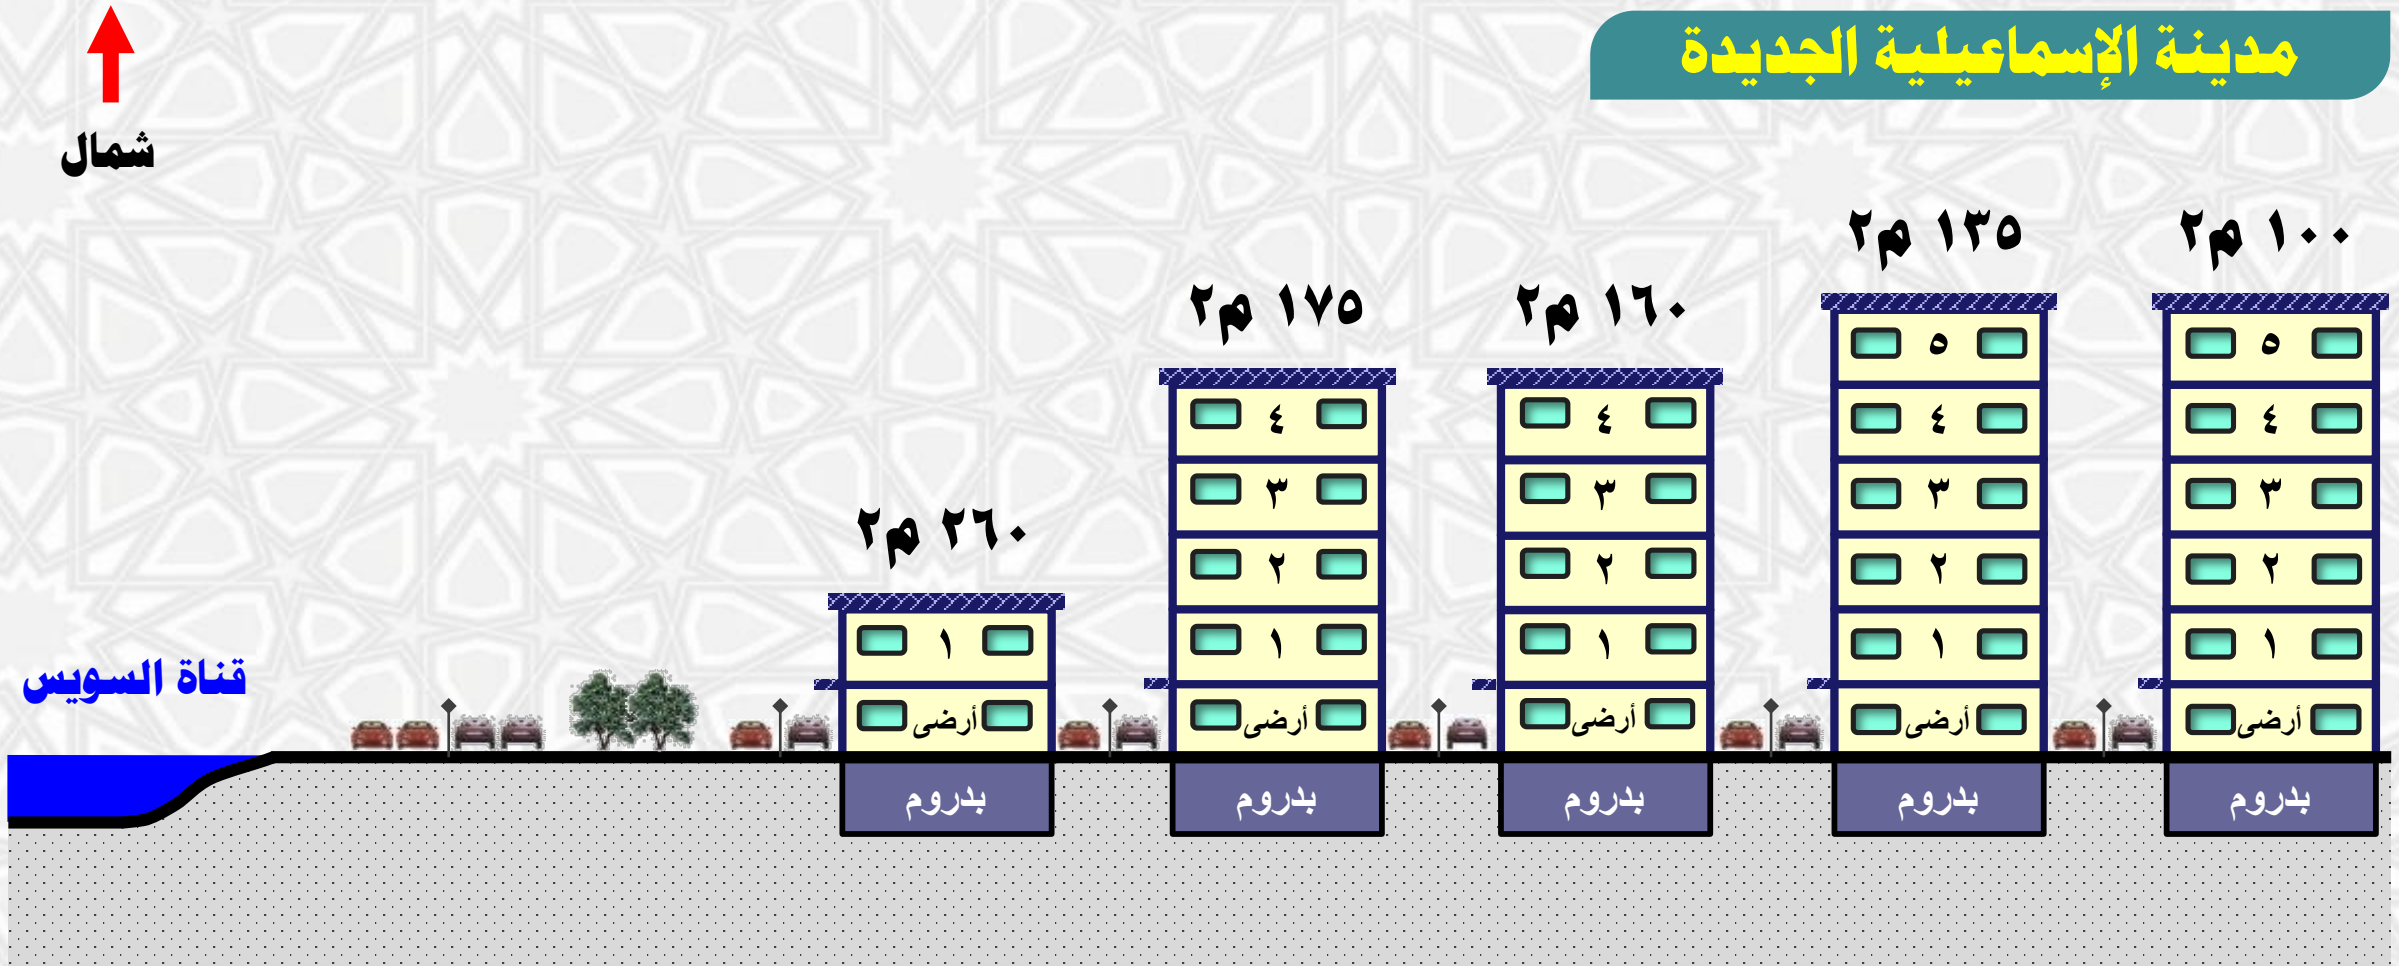 مدينة الإسماعيلية الجديدة
شمال
١٠٠ م٢
١٣٥ م٢
١٦٠ م٢
١٧٥ م٢
٢٦٠ م٢
٥
٤
٣
٢
١
أرضى
بدروم
٥
٤
٣
٢
١
أرضى
بدروم
٤
٣
٢
١
أرضى
بدروم
٤
٣
٢
١
أرضى
بدروم
١
أرضى
بدروم
قناة السويس